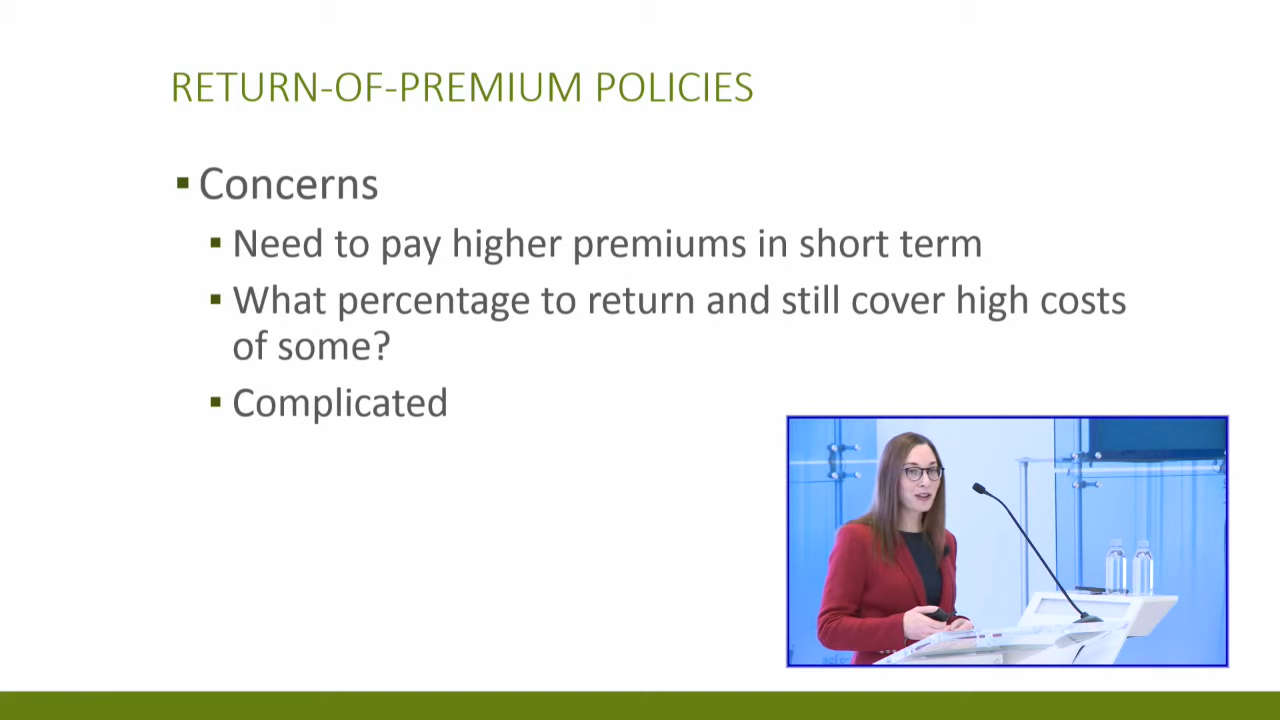 RETURN-OF-PREMIUM POLICIES
▪ Concerns
▪ Need to pay higher premiums in short term
▪ What percentage to return and still cover high costs
of some?
▪ Complicated